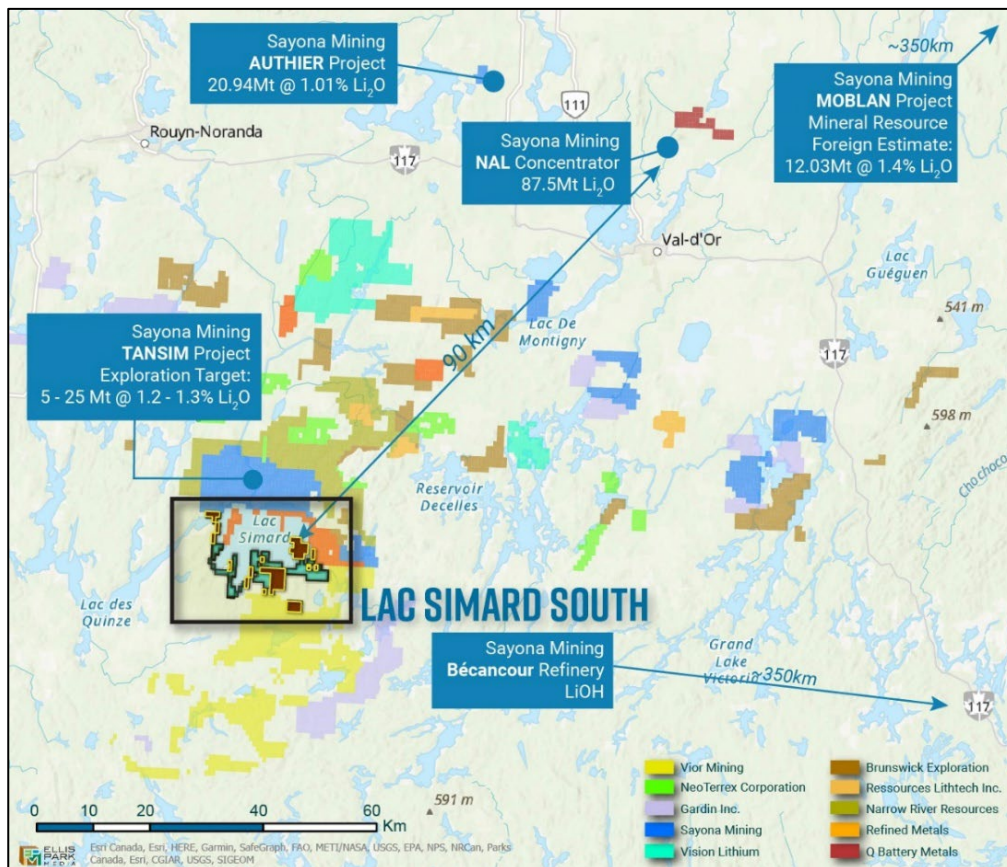 Sayona Mining
AUTHIER Project
20.94Mt @ 1.01% Li₂O
~350km
Sayona Mining
MOBLAN Project
Mineral Resource
Foreign Estimate:
12.03Mt @ 1.4% Li₂O
111
Rouyn-Noranda
117
Sayona Mining
NAL Concentrator
87.5Mt Li₂O
Val-d'Or
Lac
Guéguen
541 m
Lac De
Montigny
90 km
117
Sayona Mining
TANSIM Project
Exploration Target:
5 - 25 Mt @ 1.2 - 1.3% Li₂O
598 m
Chochoco
Reservoir
Decelles
Lac
Simard
Lac des
Quinze
LAC SIMARD SOUTH
Sayona Mining
Bécancour Refinery
LiOH
Grand
Lake
Victoria
~350km
117
Vior Mining
NeoTerrex Corporation
Gardin Inc.
Sayona Mining
Vision Lithium
Brunswick Exploration
Ressources Lithtech Inc.
Narrow River Resources
Refined Metals
Q Battery Metals
591 m
0 10 20 40 60
Km
ELLIS
PARK
MEDIA
Esri Canada, Esri, HERE, Garmin, SafeGraph, FAO, METI/NASA, USGS, EPA, NPS, NRCan, Parks
Canada, Esri, CGIAR, USGS, SIGEOM